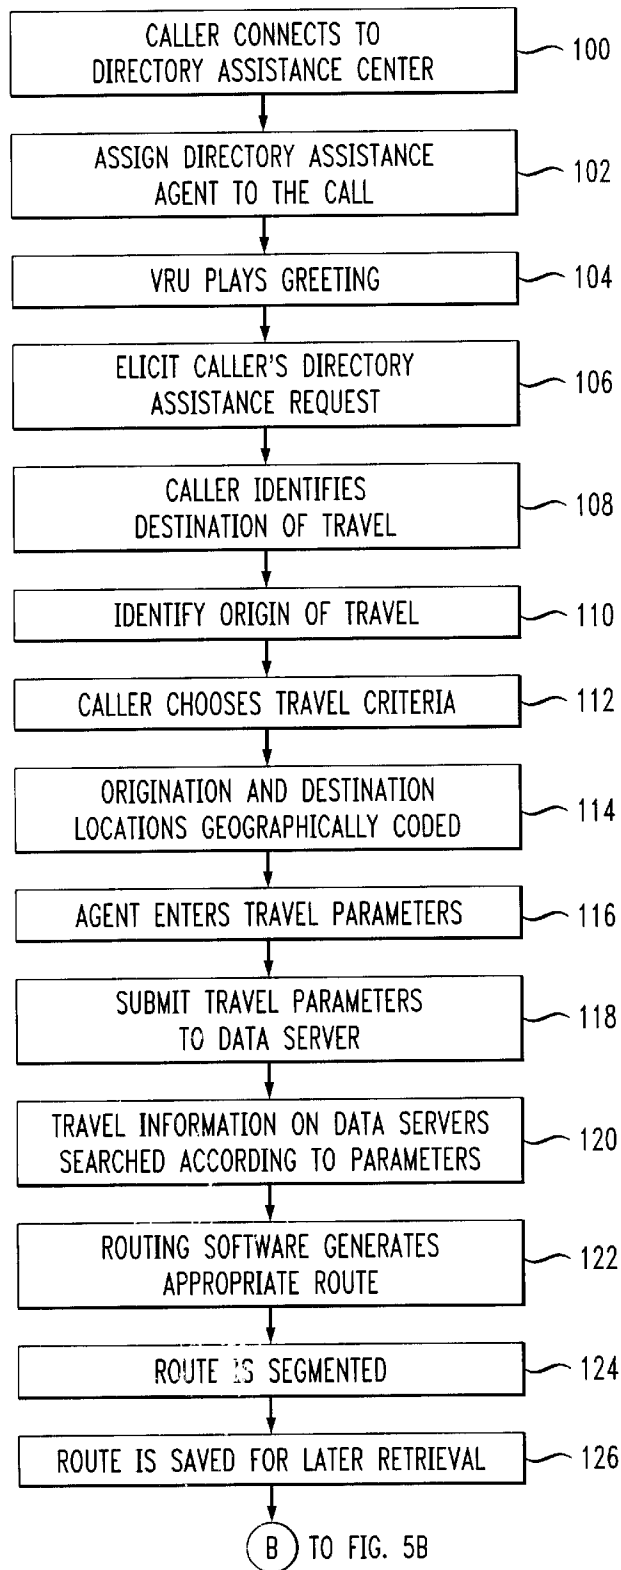 CALLER CONNECTS TO
DIRECTORY ASSISTANCE CENTER
100
ASSIGN DIRECTORY ASSISTANCE
AGENT TO THE CALL
102
VRU PLAYS GREETING
104
ELICIT CALLER'S DIRECTORY
ASSISTANCE REQUEST
106
CALLER IDENTIFIES
DESTINATION OF TRAVEL
108
IDENTIFY ORIGIN OF TRAVEL
110
CALLER CHOOSES TRAVEL CRITERIA
112
ORIGINATION AND DESTINATION
LOCATIONS GEOGRAPHICALLY CODED
114
AGENT ENTERS TRAVEL PARAMETERS
116
SUBMIT TRAVEL PARAMETERS
TO DATA SERVER
118
TRAVEL INFORMATION ON DATA SERVERS
SEARCHED ACCORDING TO PARAMETERS
120
ROUTING SOFTWARE GENERATES
APPROPRIATE ROUTE
122
ROUTE IS SEGMENTED
124
ROUTE IS SAVED FOR LATER RETRIEVAL
126
B TO FIG. 5B